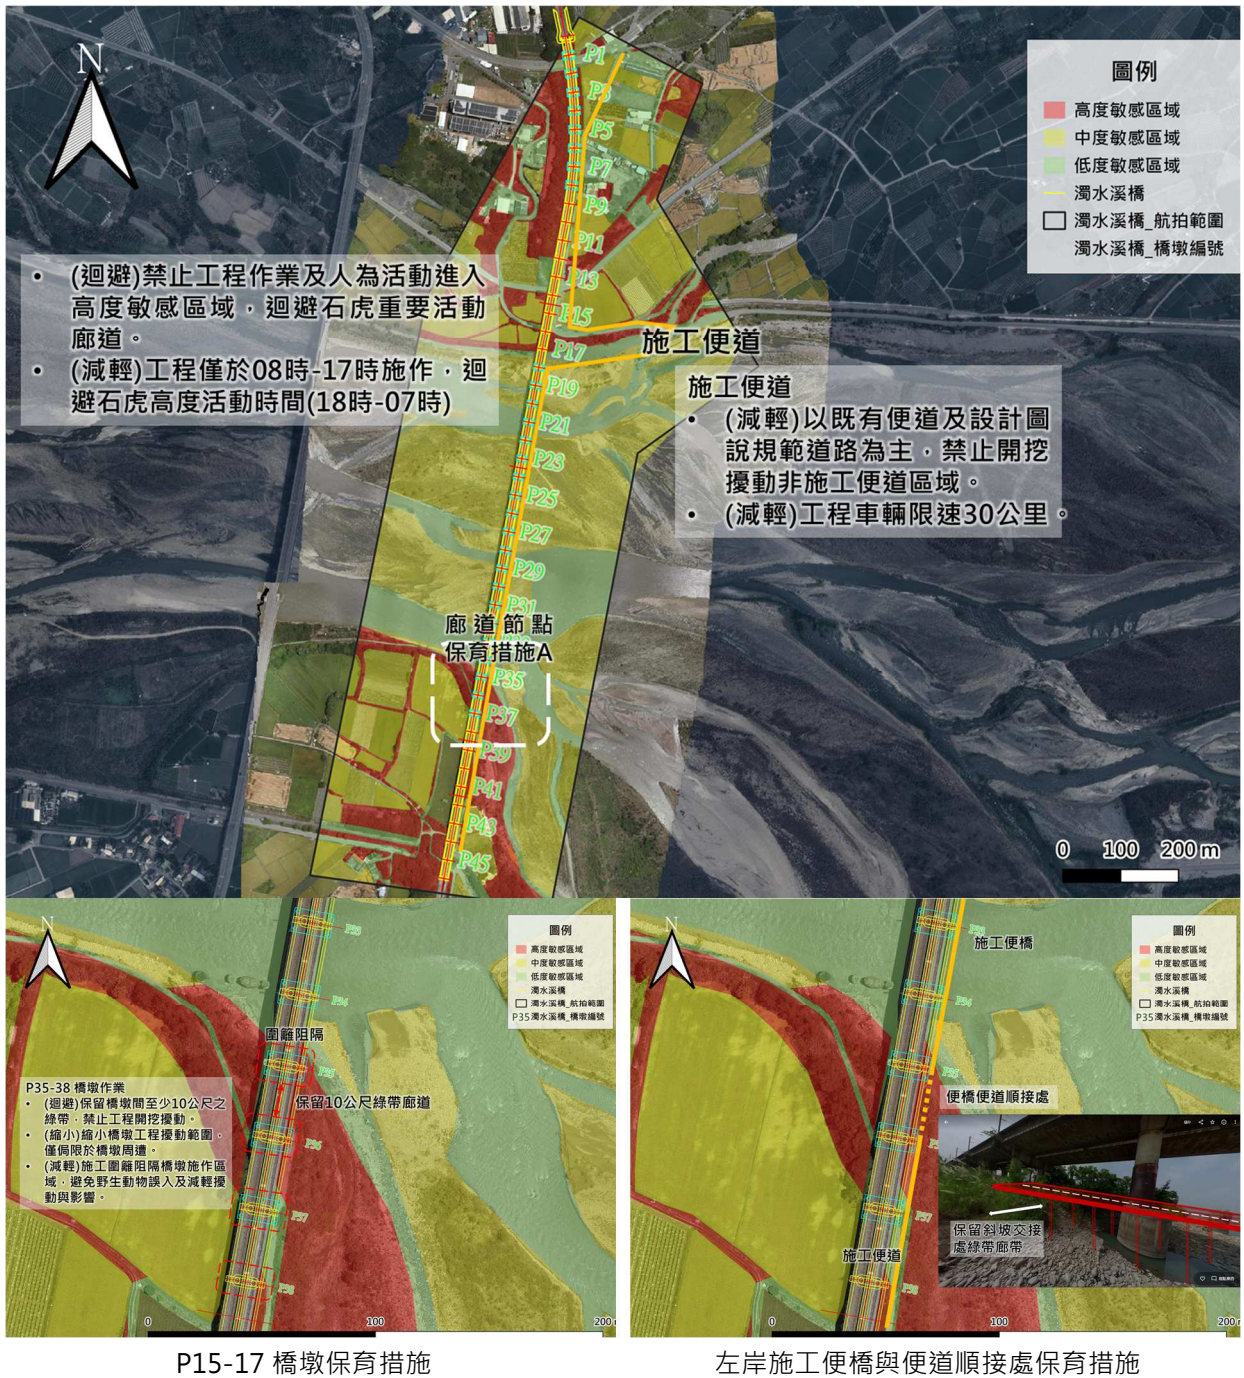 N
P1
P3
P5
P7
P9
P11
P13
P15
P17
P19
P21
P23
P25
P27
P29
P31
P35
P37
P39
P41
P43
P45
圖例
高度敏感區域
中度敏感區域
低度敏感區域
濁水溪橋
濁水溪橋_航拍範圍
濁水溪橋_橋墩編號
• (迴避)禁止工程作業及人為活動進入
高度敏感區域，迴避石虎重要活動
廊道。
• (減輕)工程僅於08時-17時施作，迴
避石虎高度活動時間(18時-07時)
施工便道
施工便道
• (減輕)以既有便道及設計圖
說規範道路為主，禁止開挖
擾動非施工便道區域。
• (減輕)工程車輛限速30公里。
廊道節點
保育措施A
0 100 200 m
N
圖例
高度敏感區域
中度敏感區域
低度敏感區域
濁水溪橋
濁水溪橋_航拍範圍
P35濁水溪橋_橋墩編號
P34
圍籬阻隔
P35-38 橋墩作業
• (迴避)保留橋墩間至少10公尺之
綠帶，禁止工程開挖擾動。
• (縮小)縮小橋墩工程擾動範圍，
僅侷限於橋墩周遭。
• (減輕)施工圍籬阻隔橋墩施作區
域，避免野生動物誤入及減輕擾
動與影響。
保留10公尺綠帶廊道
P36
P37
P38
0 100 200
P15-17 橋墩保育措施
N
圖例
高度敏感區域
中度敏感區域
低度敏感區域
濁水溪橋
濁水溪橋_航拍範圍
P35濁水溪橋_橋墩編號
施工便橋
P34
便橋便道順接處
保留斜坡交接
處綠帶廊帶
P37
施工便道
P38
0 100 200
左岸施工便橋與便道順接處保育措施